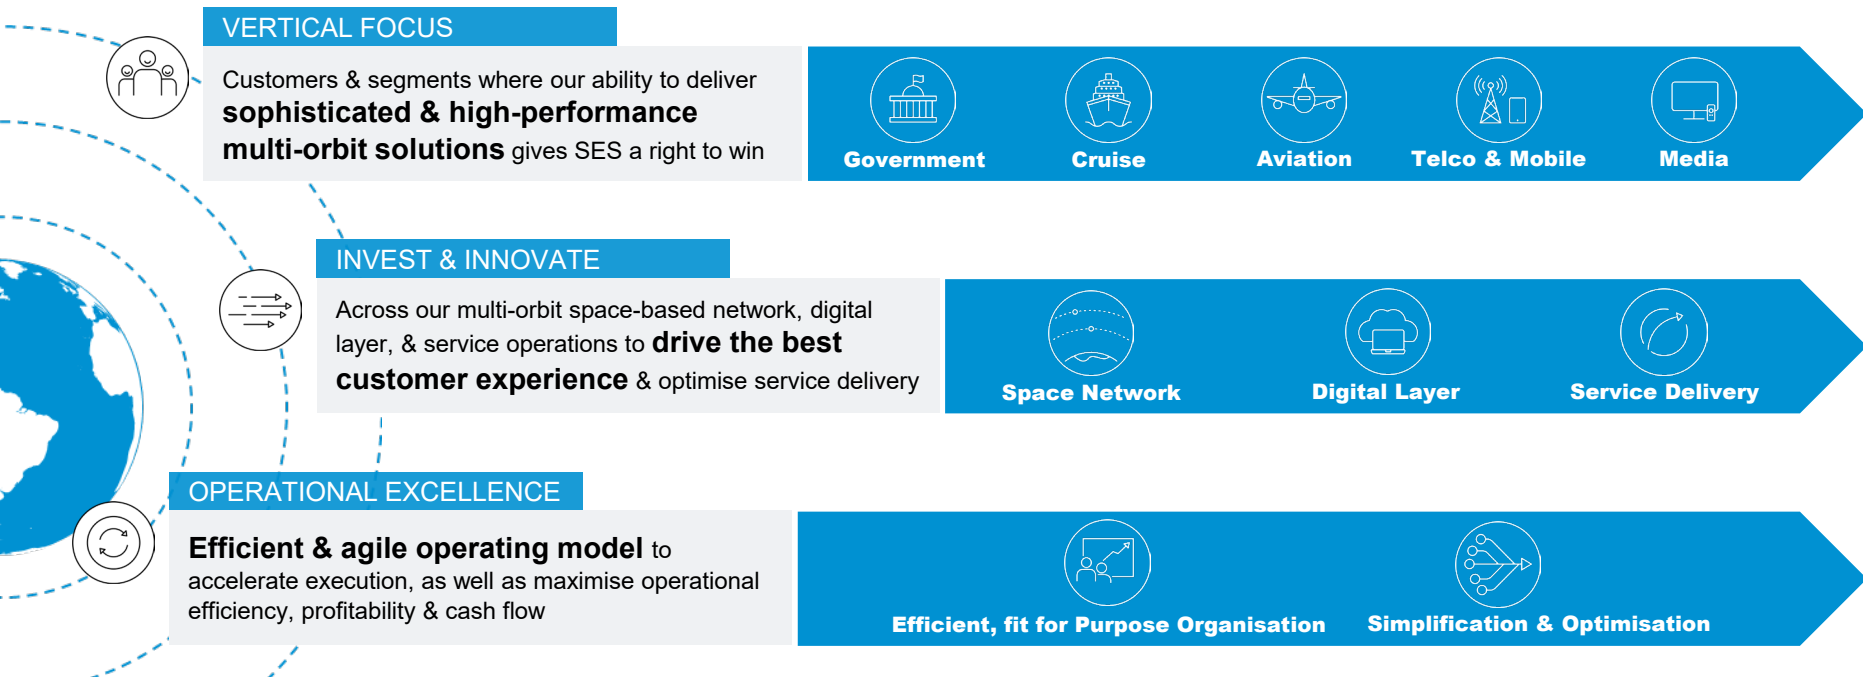 VERTICAL FOCUS
Customers & segments where our ability to deliver
sophisticated & high-performance
multi-orbit solutions gives SES a right to win
Government
Cruise
Aviation
Telco & Mobile
Media
INVEST & INNOVATE
Across our multi-orbit space-based network, digital
layer, & service operations to drive the best
customer experience & optimise service delivery
Space Network
Digital Layer
Service Delivery
OPERATIONAL EXCELLENCE
Efficient & agile operating model to
accelerate execution, as well as maximise operational
efficiency, profitability & cash flow
Efficient, fit for Purpose Organisation
Simplification & Optimisation